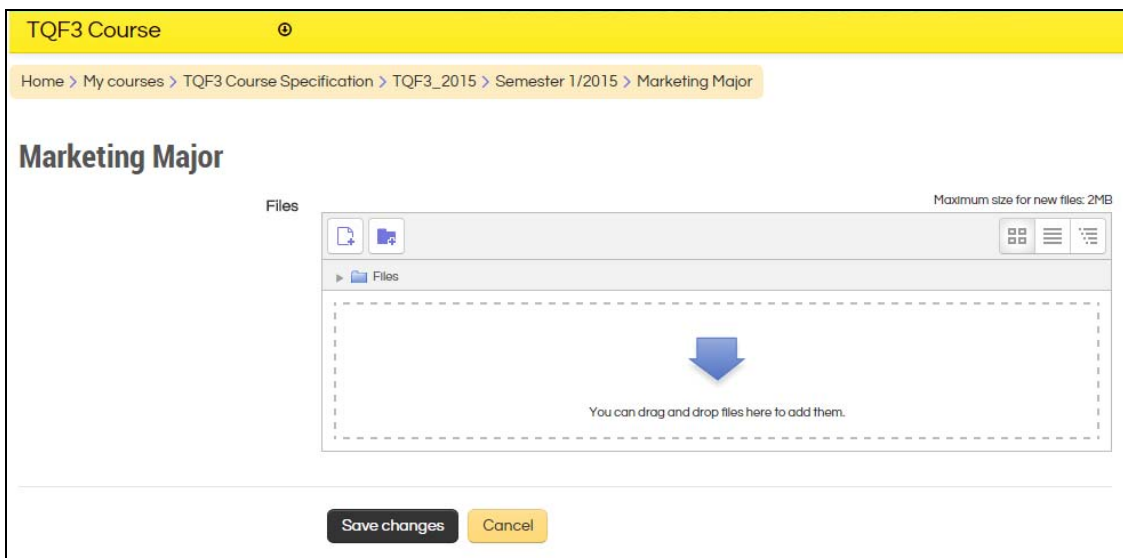 TQF3 Course
Home > My courses > TQF3 Course Specification > TQF3_2015 > Semester 1/2015 > Marketing Major
Marketing Major
Files
Maximum size for new files: 2MB
Files
You can drag and drop files here to add them.
Save changes
Cancel